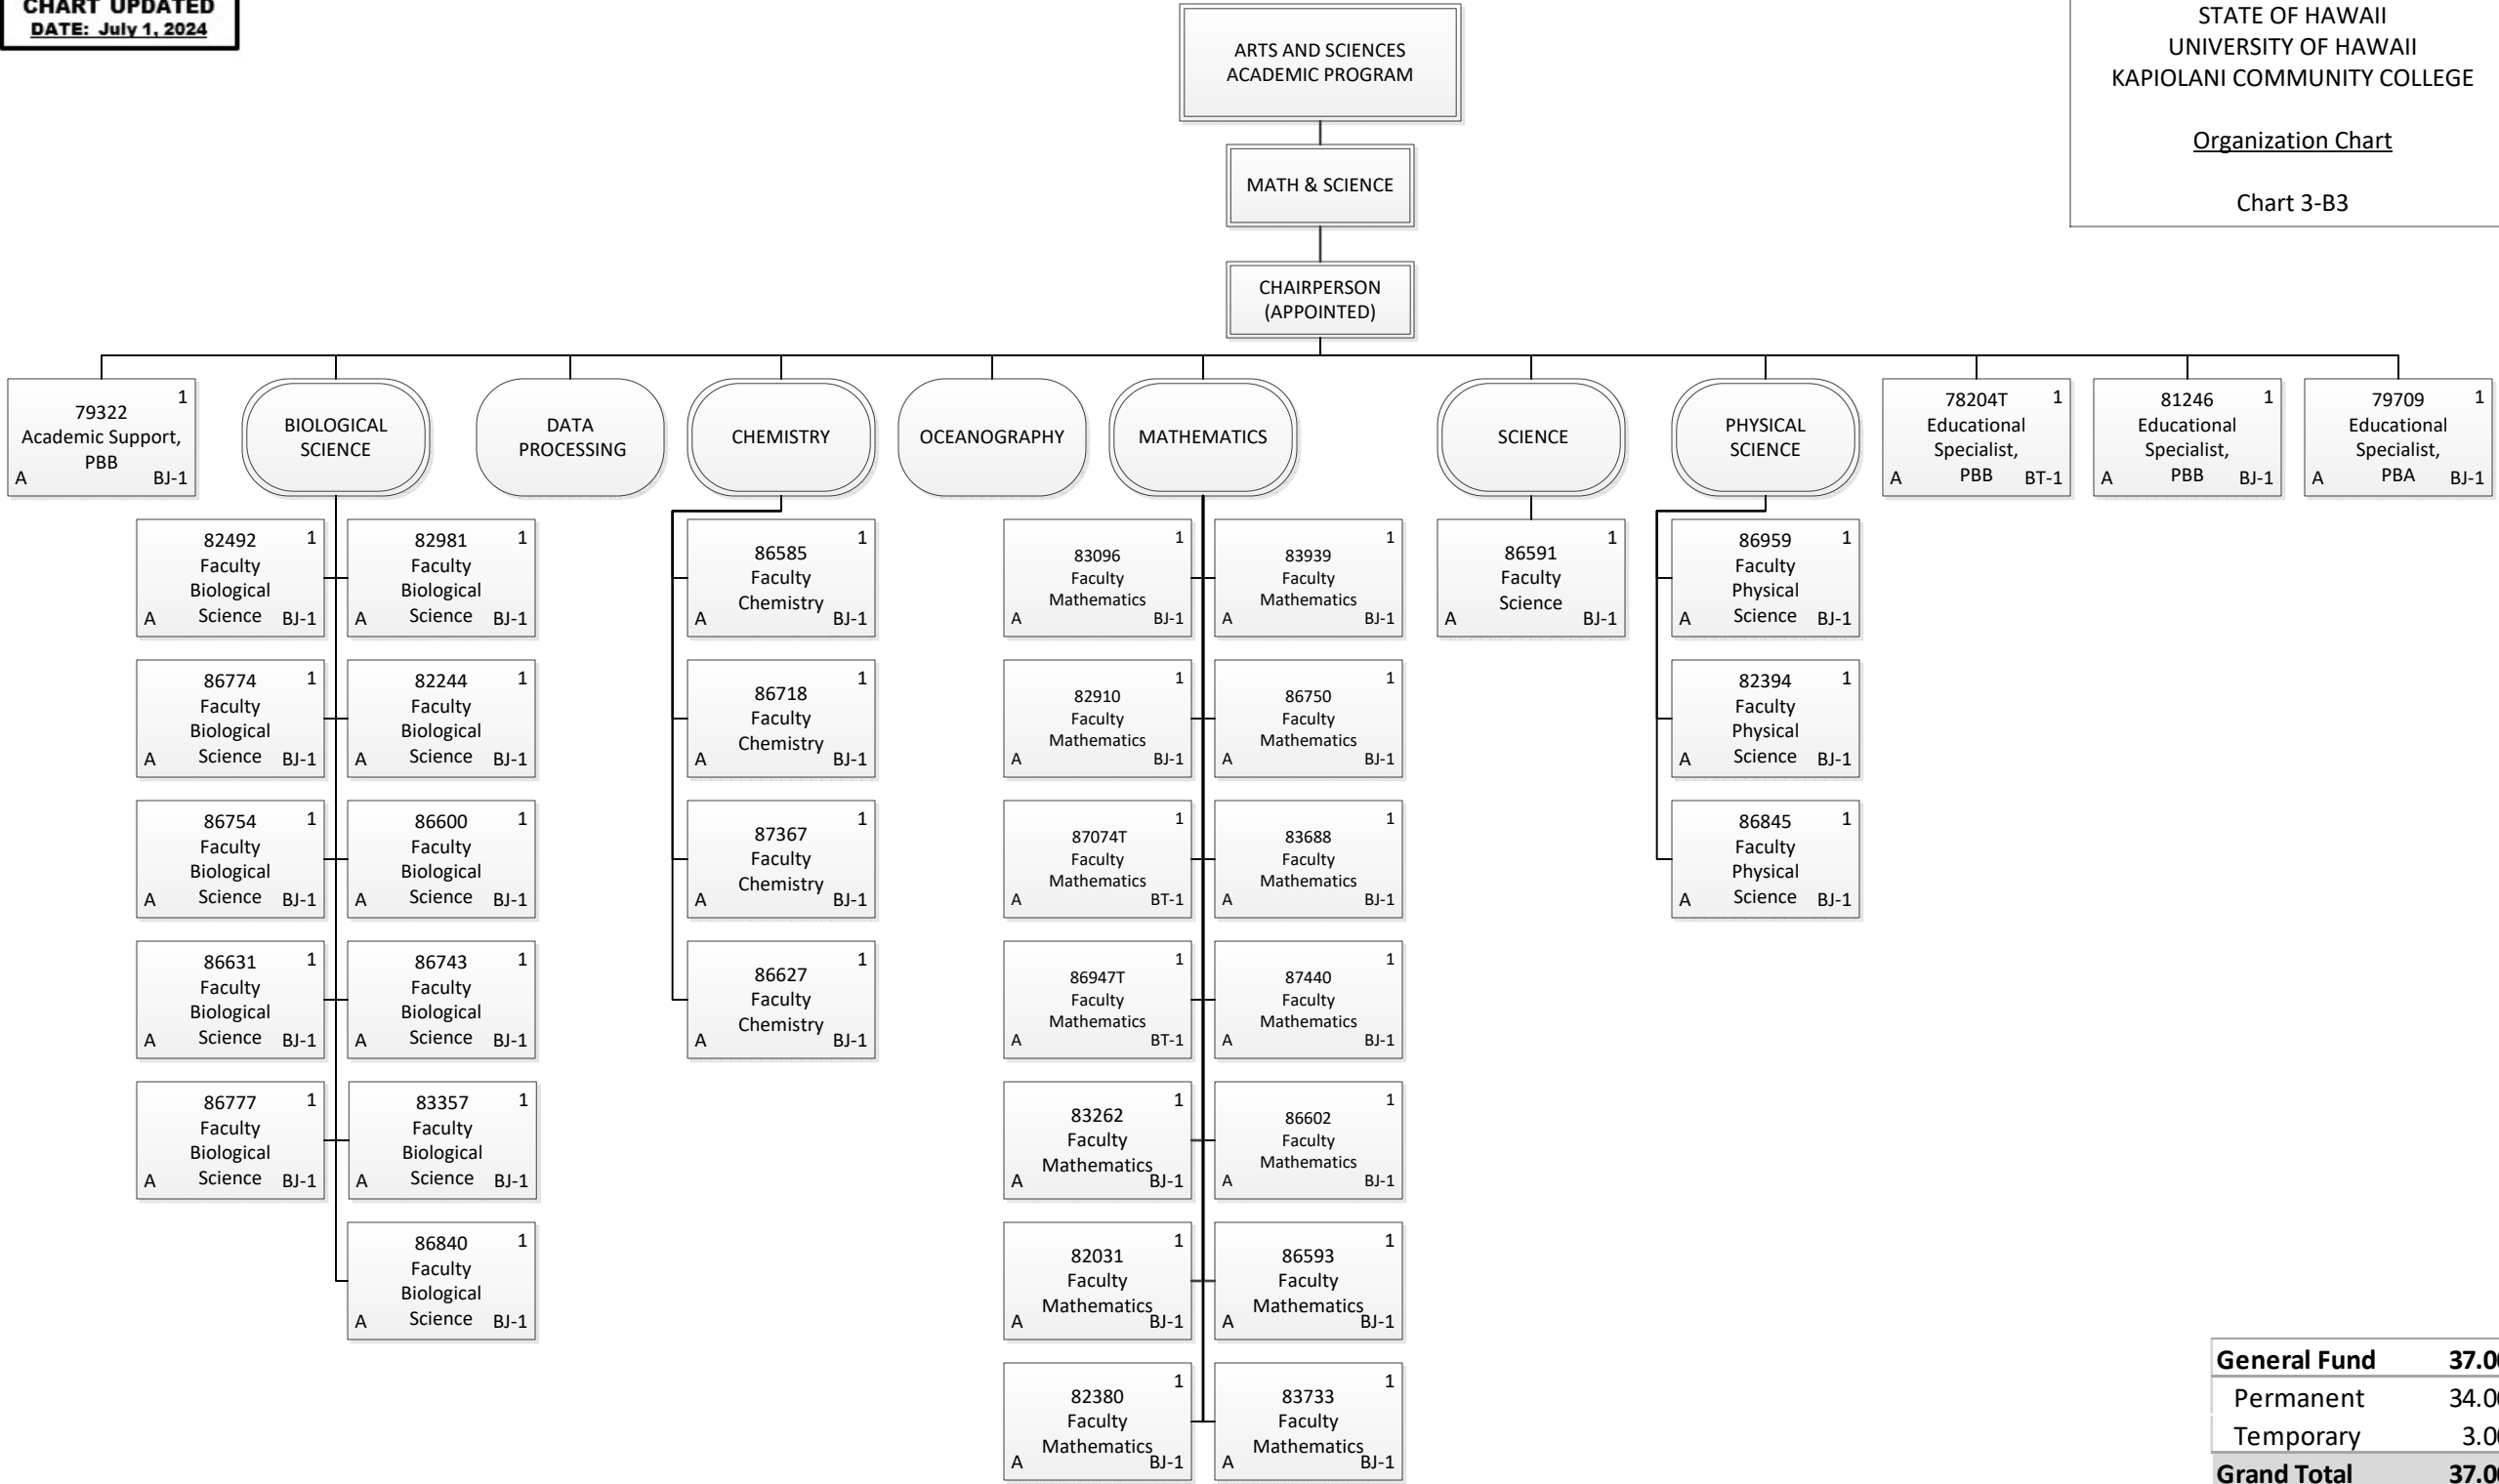 CHART UPDATED
DATE: July 1, 2024
STATE OF HAWAII
UNIVERSITY OF HAWAII
KAPIOLANI COMMUNITY COLLEGE
Organization Chart
Chart 3-B3
ARTS AND SCIENCES
ACADEMIC PROGRAM
MATH & SCIENCE
CHAIRPERSON
(APPOINTED)
1
79322
Academic Support,
PBB
A BJ-1
BIOLOGICAL
SCIENCE
DATA
PROCESSING
CHEMISTRY
OCEANOGRAPHY
MATHEMATICS
SCIENCE
PHYSICAL
SCIENCE
78204T 1
Educational
Specialist,
A PBB BT-1
81246 1
Educational
Specialist,
A PBB BJ-1
79709 1
Educational
Specialist,
A PBA BJ-1
82492 1
Faculty
Biological
A Science BJ-1
82981 1
Faculty
Biological
A Science BJ-1
86774 1
Faculty
Biological
A Science BJ-1
82244 1
Faculty
Biological
A Science BJ-1
86754 1
Faculty
Biological
A Science BJ-1
86600 1
Faculty
Biological
A Science BJ-1
86631 1
Faculty
Biological
A Science BJ-1
86743 1
Faculty
Biological
A Science BJ-1
86777 1
Faculty
Biological
A Science BJ-1
83357 1
Faculty
Biological
A Science BJ-1
86840 1
Faculty
Biological
A Science BJ-1
1
86585
Faculty
Chemistry
A BJ-1
1
86718
Faculty
Chemistry
A BJ-1
1
87367
Faculty
Chemistry
A BJ-1
1
86627
Faculty
Chemistry
A BJ-1
1
83096
Faculty
Mathematics
A BJ-1
1
83939
Faculty
Mathematics
A BJ-1
1
82910
Faculty
Mathematics
A BJ-1
1
86750
Faculty
Mathematics
A BJ-1
1
87074T
Faculty
Mathematics
A BT-1
1
83688
Faculty
Mathematics
A BJ-1
1
86947T
Faculty
Mathematics
A BT-1
1
87440
Faculty
Mathematics
A BJ-1
1
83262
Faculty
Mathematics
A BJ-1
1
86602
Faculty
Mathematics
A BJ-1
1
82031
Faculty
Mathematics
A BJ-1
1
86593
Faculty
Mathematics
A BJ-1
1
82380
Faculty
Mathematics
A BJ-1
1
83733
Faculty
Mathematics
A BJ-1
1
86591
Faculty
Science
A BJ-1
86959 1
Faculty
Physical
A Science BJ-1
82394 1
Faculty
Physical
A Science BJ-1
86845 1
Faculty
Physical
A Science BJ-1
General Fund 37.00
Permanent 34.00
Temporary 3.00
Grand Total 37.00